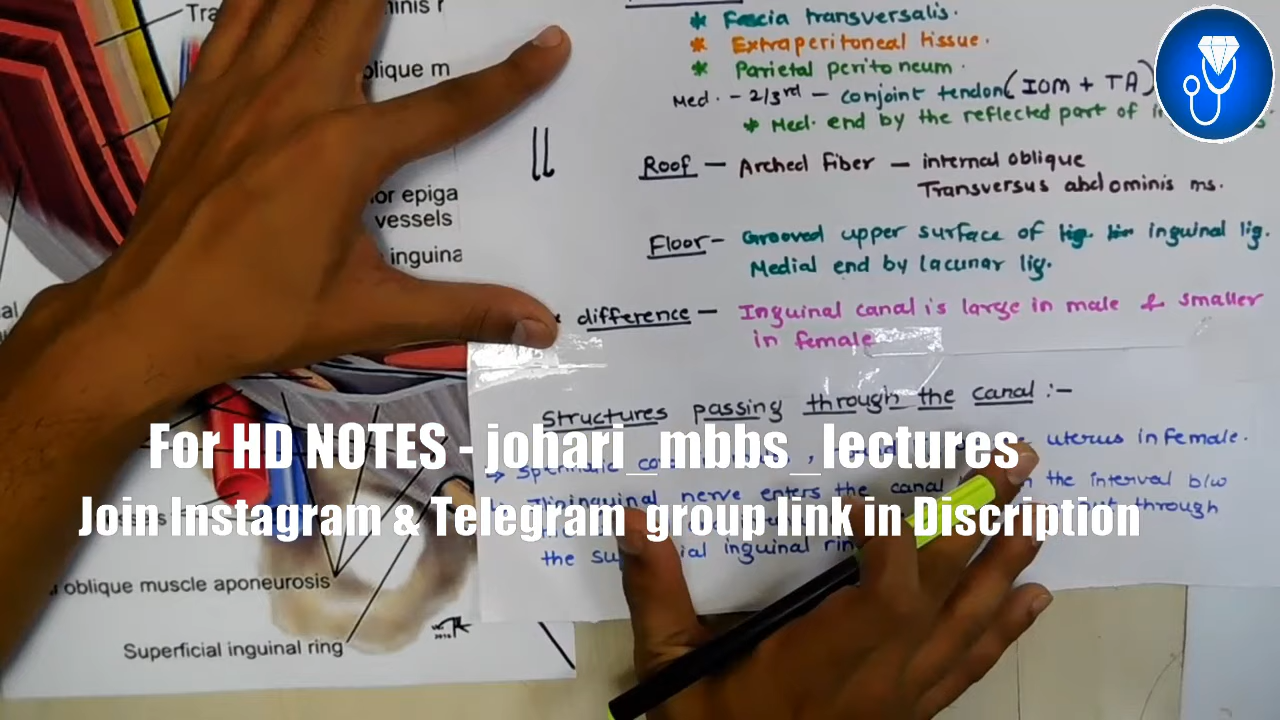 oblique m
vessels
inguina
oblique muscle aponeurosis
Superficial inguinal ring
* Fascia transversalis.
* Extraperitoneal tissue.
* Parietal peritoneum.
Med. - 2/3rd - conjoint tendon (IOM + TA)
* Med. end by the reflected part of
Roof - Arched Fiber - internal oblique
Transversus abdominis ms.
Floor - Grooved upper surface of inguinal lig.
Medial end by lacunar lig.
difference - Inguinal canal is large in male & smaller
in female
Structures passing through the canal :-
uterus in female.
nerve enters the canal the interval b/w
through
the inguinal
For HD NOTES - johari_mbbs_lectures
Join Instagram & Telegram group link in Discription